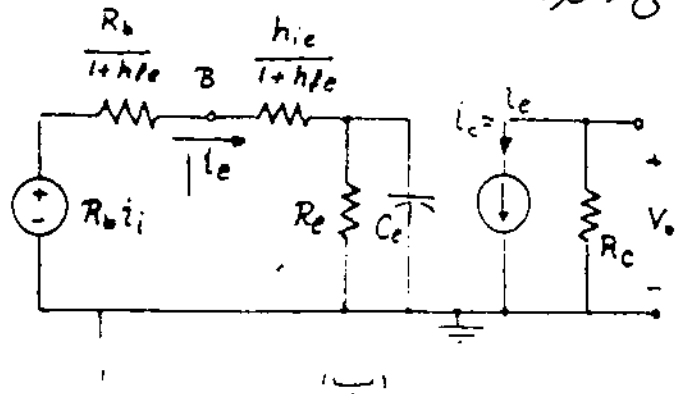 R_b / 1+h_fe
B
h_ie / 1+h_fe
i_e
+
-
R_b i_i
R_e
C_e
i_c = i_e
R_c
+
V_o
-